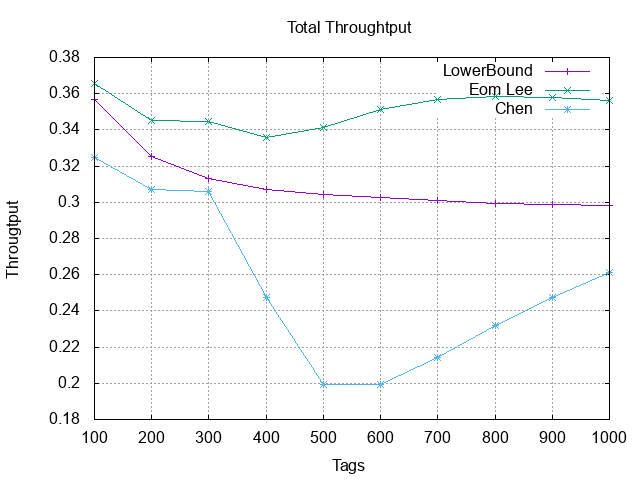 Total Throughtput
LowerBound
Eom Lee
Chen
0.38
0.36
0.34
0.32
0.3
0.28
0.26
0.24
0.22
0.2
0.18
Througtput
100 200 300 400 500 600 700 800 900 1000
Tags